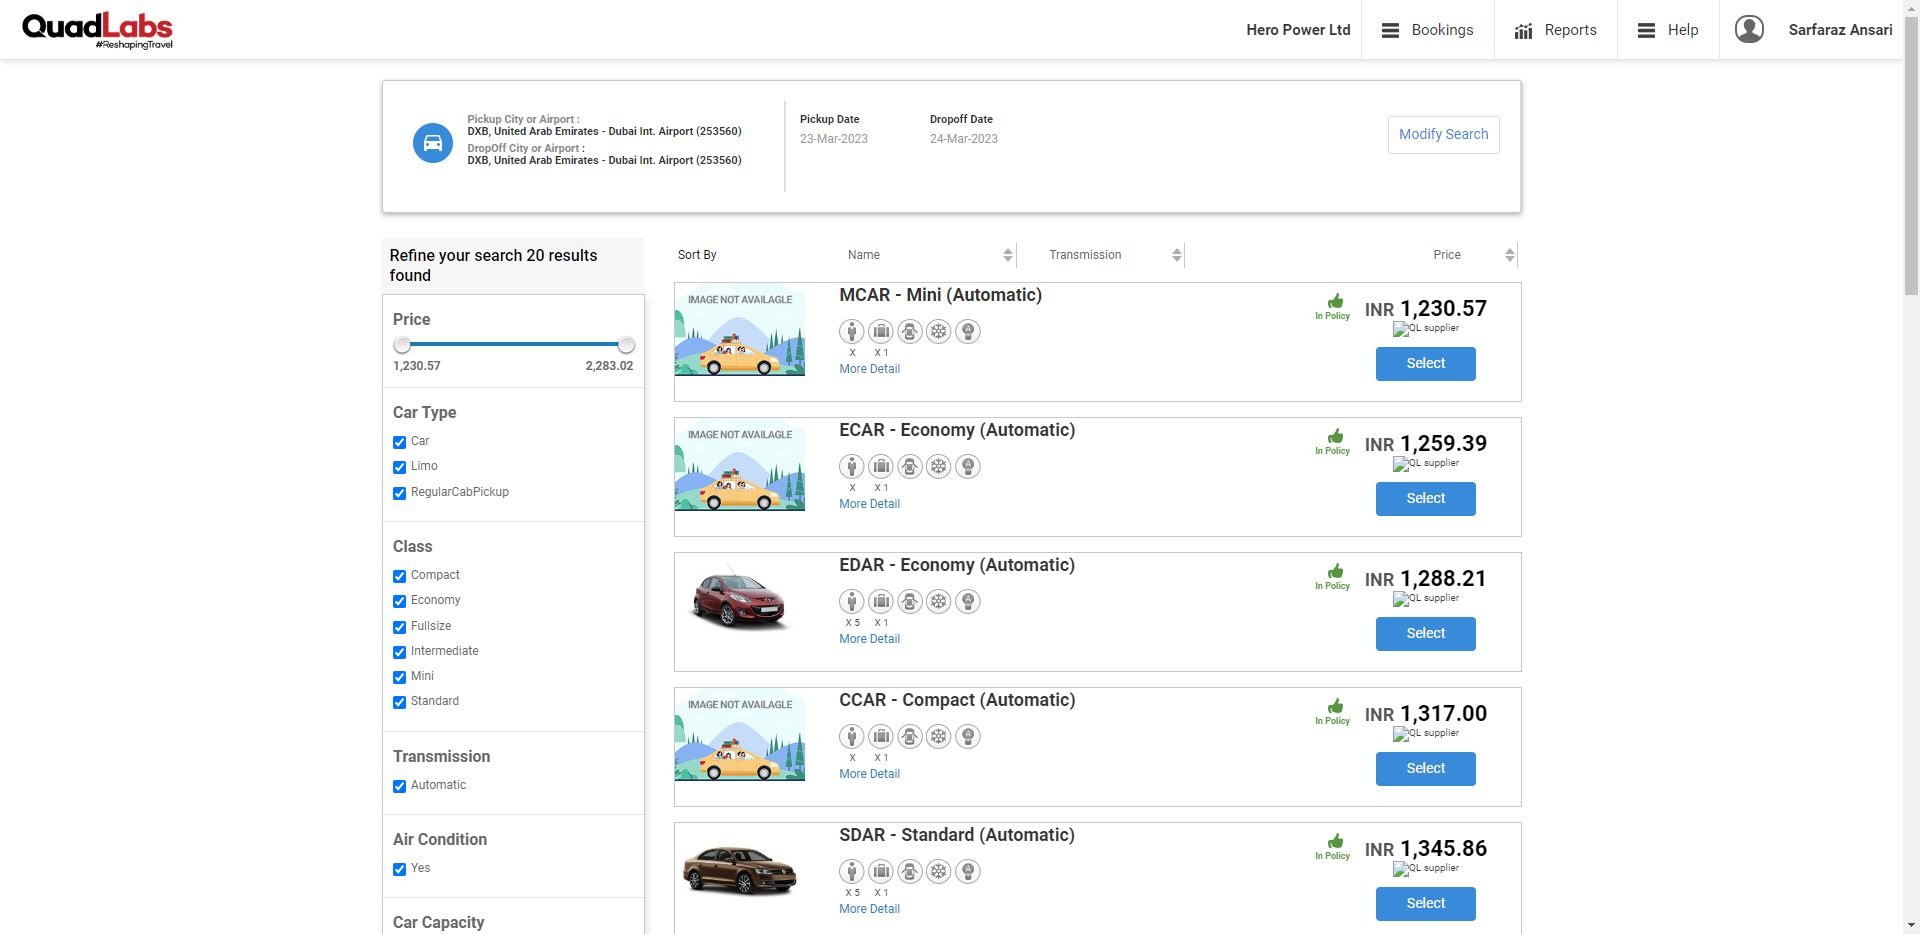 QuadLabs
#ReshapingTravel
Hero Power Ltd
Bookings
Reports
Help
Sarfaraz Ansari
Pickup City or Airport :
DXB, United Arab Emirates - Dubai Int. Airport (253560)
DropOff City or Airport :
DXB, United Arab Emirates - Dubai Int. Airport (253560)
Pickup Date
23-Mar-2023
Dropoff Date
24-Mar-2023
Modify Search
Refine your search 20 results
found
Price
1,230.57 2,283.02
Car Type
Car
Limo
RegularCabPickup
Class
Compact
Economy
Fullsize
Intermediate
Mini
Standard
Transmission
Automatic
Air Condition
Yes
Car Capacity
Sort By Name Transmission Price
IMAGE NOT AVAILAGLE
MCAR - Mini (Automatic)
X X 1
More Detail
In Policy
INR 1,230.57
QL supplier
Select
IMAGE NOT AVAILAGLE
ECAR - Economy (Automatic)
X X 1
More Detail
In Policy
INR 1,259.39
QL supplier
Select
EDAR - Economy (Automatic)
X 5 X 1
More Detail
In Policy
INR 1,288.21
QL supplier
Select
IMAGE NOT AVAILAGLE
CCAR - Compact (Automatic)
X X 1
More Detail
In Policy
INR 1,317.00
QL supplier
Select
SDAR - Standard (Automatic)
X 5 X 1
More Detail
In Policy
INR 1,345.86
QL supplier
Select